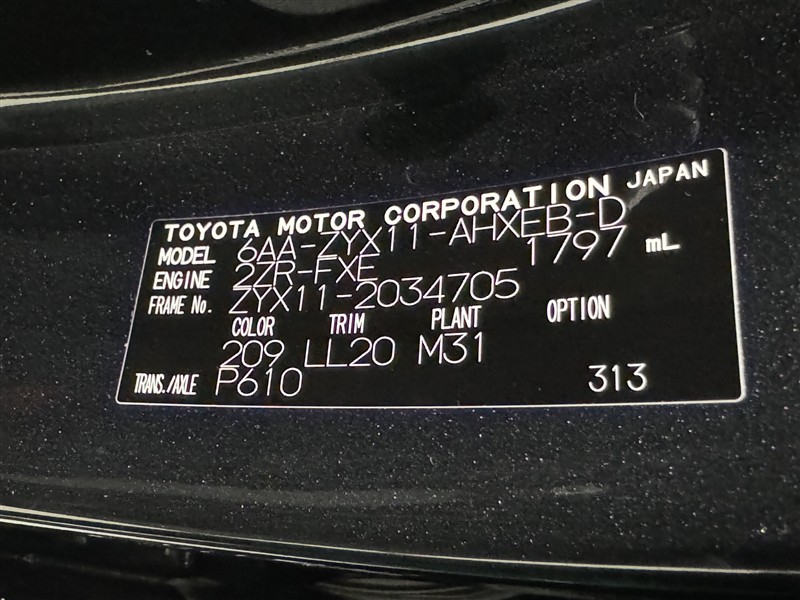 TOYOTA MOTOR CORPORATION JAPAN
MODEL 6AA-ZYX11-AHXEB-D
ENGINE 2ZR-FXE 1797 mL
FRAME No. ZYX11-2034705
COLOR TRIM PLANT OPTION
209 LL20 M31
TRANS./AXLE P610 313